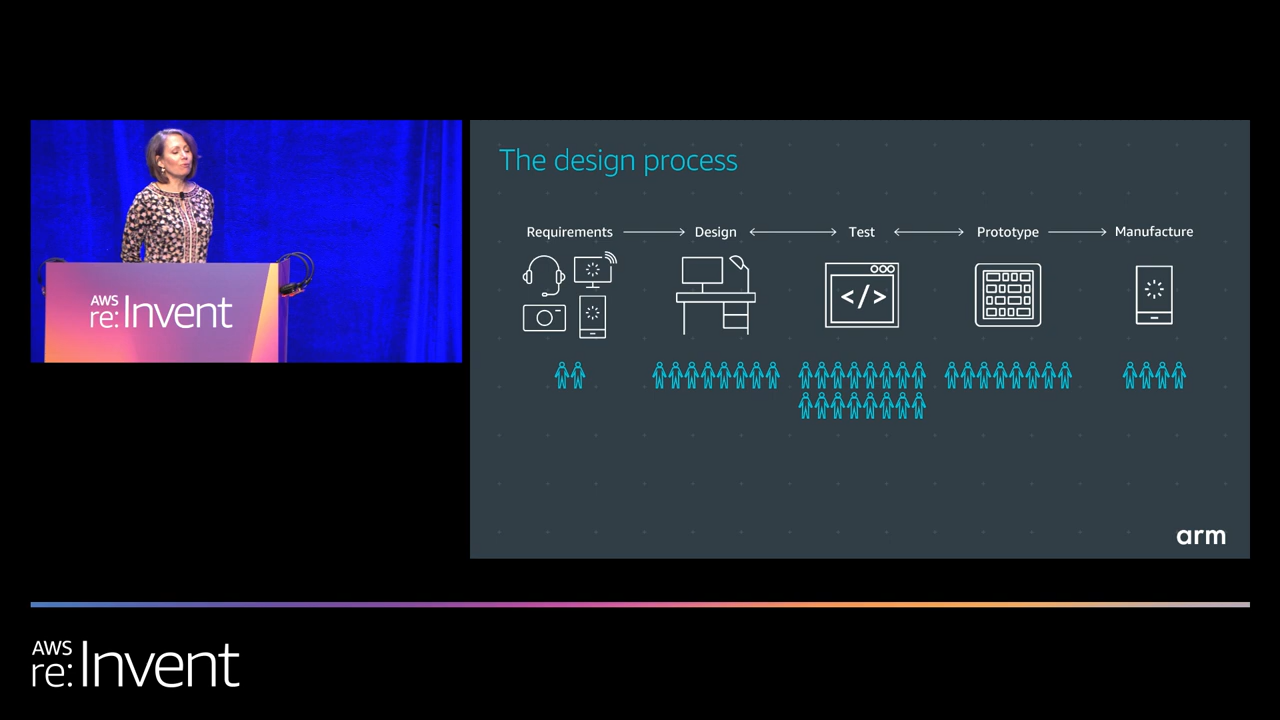 The design process
Requirements
Design
Test
Prototype
Manufacture
</>
AWS
re:Invent
arm
AWS
re:Invent